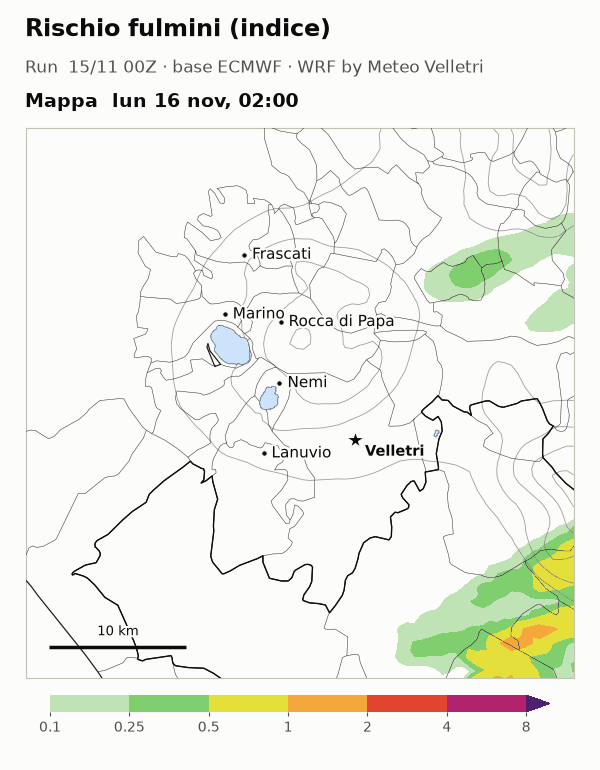 Rischio fulmini (indice)
Run  15/11 00Z · base ECMWF · WRF by Meteo Velletri
Mappa  lun 16 nov, 02:00
Frascati
Marino
Rocca di Papa
Nemi
Velletri
Lanuvio
10 km
0.1 0.25 0.5 1 2 4 8